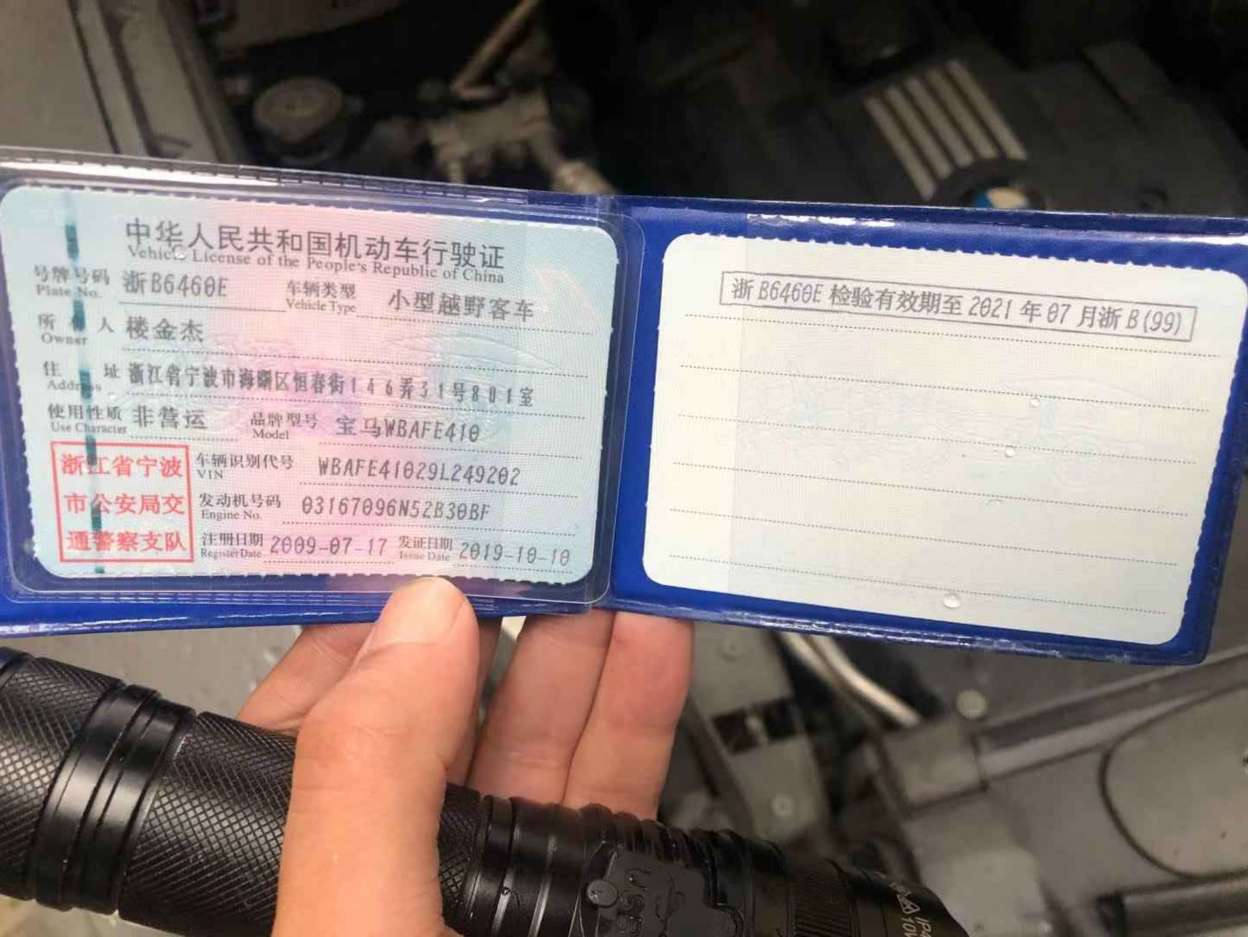 中华人民共和国机动车行驶证
Vehicle License of the People's Republic of China
号牌号码 浙B6460E 车辆类型 小型越野客车
Plate No. Vehicle Type
所有人 楼金杰
Owner
住址 浙江省宁波市海曙区恒春街146弄31号801室
Address
使用性质 非营运 品牌型号 宝马WBAFE410
Use Character Model
浙江省宁波
市公安局交
通警察支队
车辆识别代号 WBAFE41029L249202
VIN
发动机号码 03167096N52B30BF
Engine No.
注册日期 2009-07-17 发证日期 2019-10-10
Register Date Issue Date
浙B6460E 检验有效期至 2021年07月浙B(99)